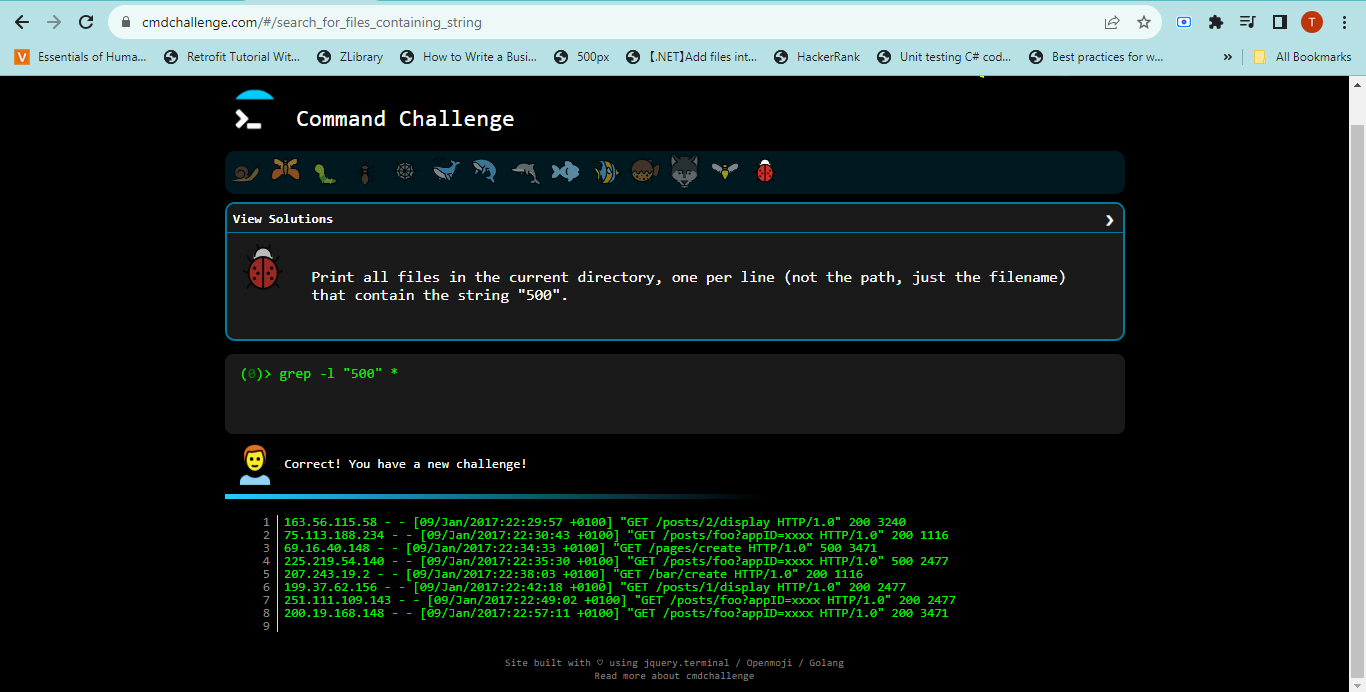 cmdchallenge.com/#/search_for_files_containing_string
T
V Essentials of Huma... Retrofit Tutorial Wit... ZLibrary How to Write a Busi... 500px 【.NET】Add files int... HackerRank Unit testing C# cod... Best practices for w... » All Bookmarks
>_ Command Challenge
View Solutions ❯
Print all files in the current directory, one per line (not the path, just the filename)
that contain the string "500".
(0)> grep -l "500" *
Correct! You have a new challenge!
1 163.56.115.58 - - [09/Jan/2017:22:29:57 +0100] "GET /posts/2/display HTTP/1.0" 200 3240
2 75.113.188.234 - - [09/Jan/2017:22:30:43 +0100] "GET /posts/foo?appID=xxxx HTTP/1.0" 200 1116
3 69.16.40.148 - - [09/Jan/2017:22:34:33 +0100] "GET /pages/create HTTP/1.0" 500 3471
4 225.219.54.140 - - [09/Jan/2017:22:35:30 +0100] "GET /posts/foo?appID=xxxx HTTP/1.0" 500 2477
5 207.243.19.2 - - [09/Jan/2017:22:38:03 +0100] "GET /bar/create HTTP/1.0" 200 1116
6 199.37.62.156 - - [09/Jan/2017:22:42:18 +0100] "GET /posts/1/display HTTP/1.0" 200 2477
7 251.111.109.143 - - [09/Jan/2017:22:49:02 +0100] "GET /posts/foo?appID=xxxx HTTP/1.0" 200 2477
8 200.19.168.148 - - [09/Jan/2017:22:57:11 +0100] "GET /posts/foo?appID=xxxx HTTP/1.0" 200 3471
9
Site built with ♡ using jquery.terminal / Openmoji / Golang
Read more about cmdchallenge